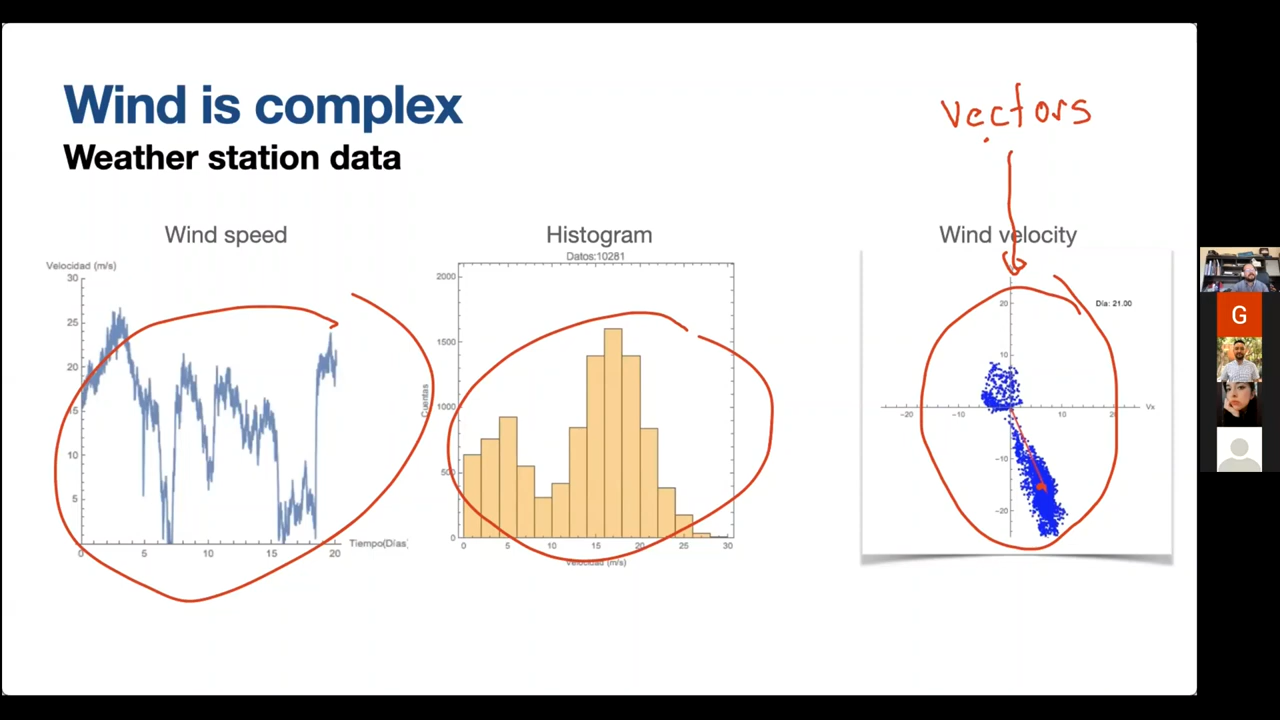 Wind is complex
Weather station data
vectors
Wind speed
Velocidad (m/s)
30
25
20
15
10
5
0
5
10
15
20
Tiempo(Días)
Histogram
Datos:10281
2000
1500
1000
500
0
Cuentas
0
5
10
15
20
25
30
Velocidad (m/s)
Wind velocity
Día: 21.00
20
10
-20
-10
10
20
Vx
-10
-20
G